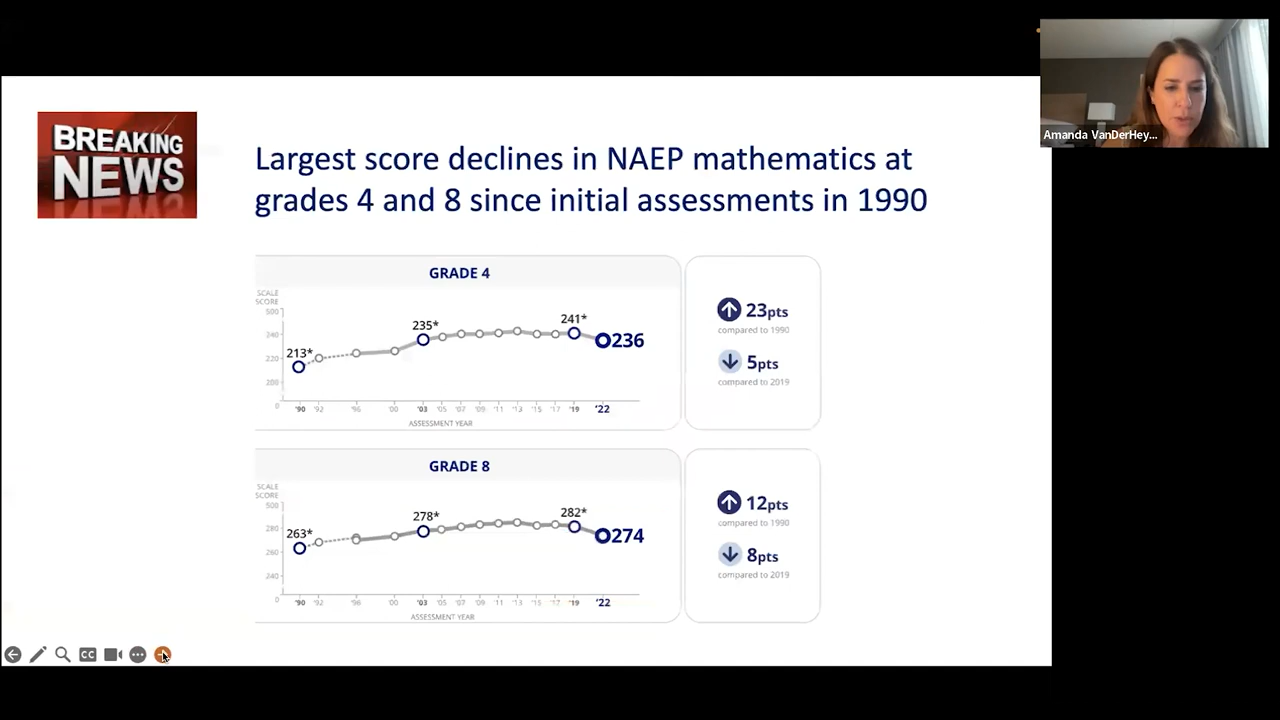 BREAKING
NEWS
Largest score declines in NAEP mathematics at
grades 4 and 8 since initial assessments in 1990
Amanda VanDerHey...
GRADE 4
SCALE
SCORE
500
240
220
200
0
213*
235*
241*
236
'90 '92 '96 '00 '03 '05 '07 '09 '11 '13 '15 '17 '19 '22
ASSESSMENT YEAR
23pts
compared to 1990
5pts
compared to 2019
GRADE 8
SCALE
SCORE
500
280
260
240
0
263*
278*
282*
274
'90 '92 '96 '00 '03 '05 '07 '09 '11 '13 '15 '17 '19 '22
ASSESSMENT YEAR
12pts
compared to 1990
8pts
compared to 2019
CC